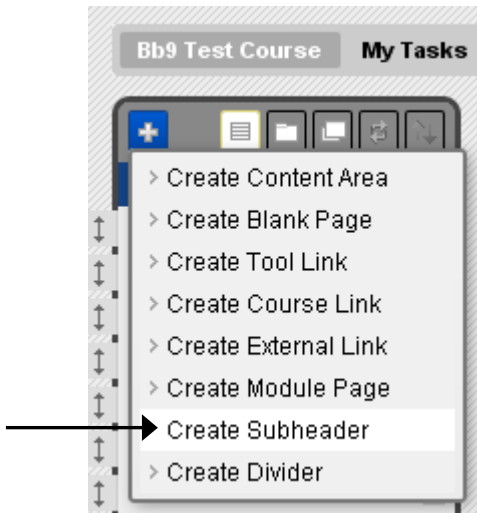 Bb9 Test Course My Tasks
Create Content Area
Create Blank Page
Create Tool Link
Create Course Link
Create External Link
Create Module Page
Create Subheader
Create Divider